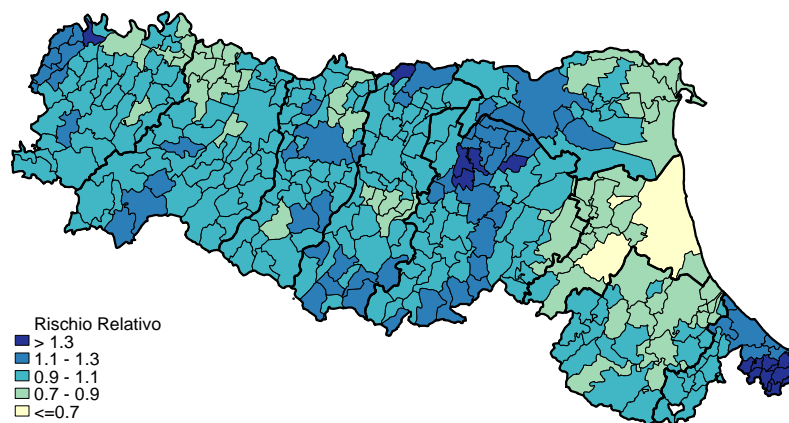 Rischio Relativo
> 1.3
1.1 - 1.3
0.9 - 1.1
0.7 - 0.9
<=0.7